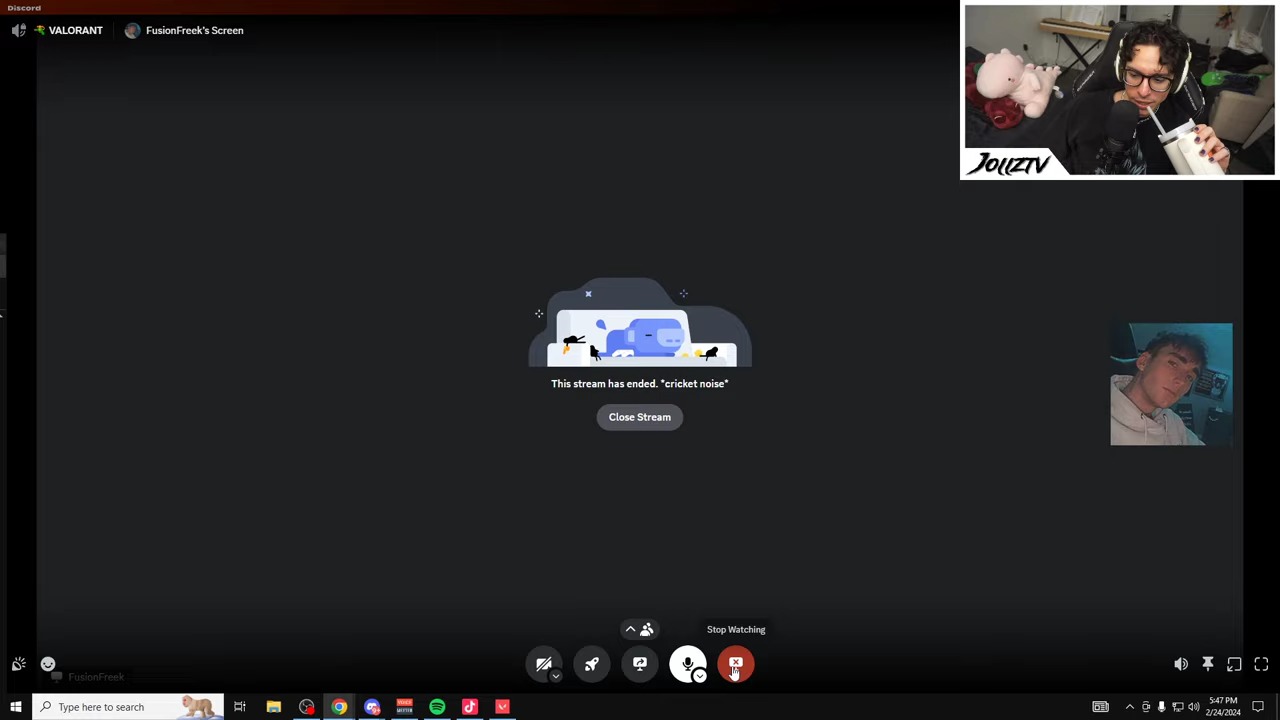 Discord
VALORANT
FusionFreek's Screen
JOLIZTV
This stream has ended. *cricket noise*
Close Stream
Stop Watching
FusionFreek
Type here to search
5:47 PM
2/24/2024